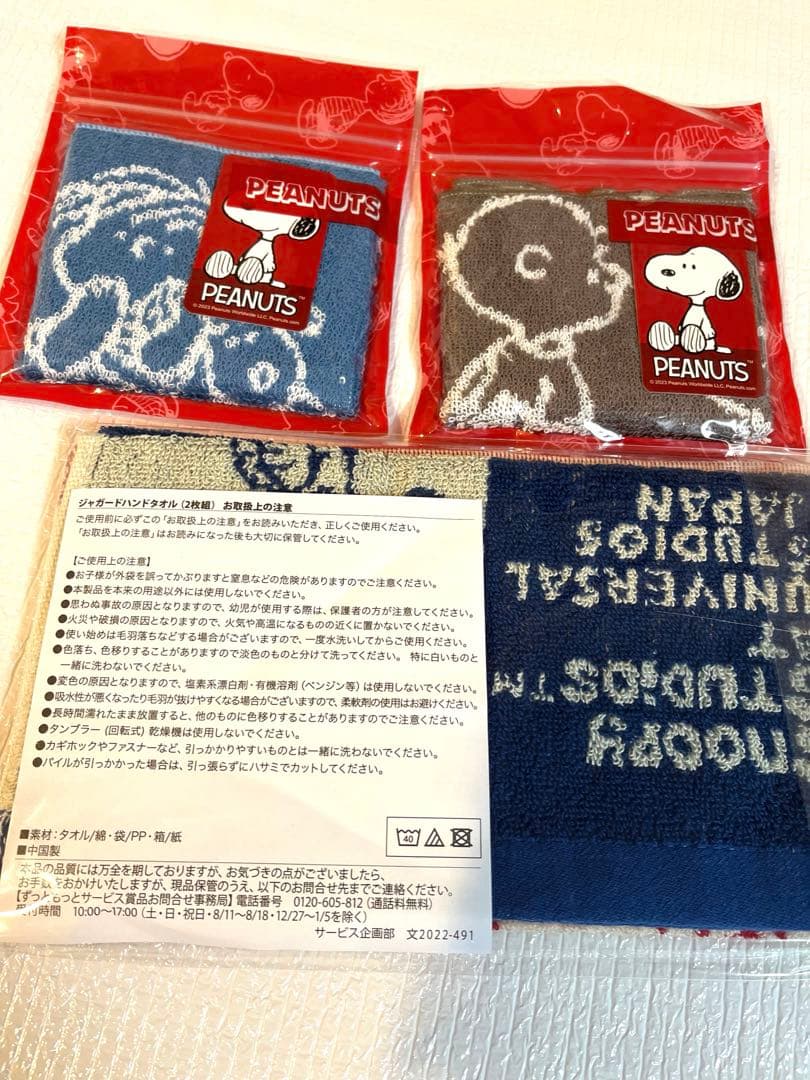 PEANUTS
PEANUTS™
© 2023 Peanuts Worldwide LLC, Peanuts.com
PEANUTS
PEANUTS™
© 2023 Peanuts Worldwide LLC, Peanuts.com
ジャガードハンドタオル(2枚組) お取扱上の注意
ご使用前に必ずこの「お取扱上の注意」をお読みいただき、正しくご使用ください。
「お取扱上の注意」はお読みになった後も大切に保管してください。
【ご使用上の注意】
●お子様が外袋を誤ってかぶりますと窒息などの危険がありますのでご注意ください。
●本製品を本来の用途以外には使用しないでください。
●思わぬ事故の原因となりますので、幼児が使用する際は、保護者の方が注意してください。
●火災や破損の原因となりますので、火気や高温になるものの近くに置かないでください。
●使い始めは毛羽落ちなどする場合がございますので、一度水洗いしてからご使用ください。
●色落ち、色移りすることがありますので淡色のものと分けて洗ってください。 特に白いものと
一緒に洗わないでください。
●変色の原因となりますので、塩素系漂白剤・有機溶剤(ベンジン等)は使用しないでください。
●吸水性が悪くなったり毛羽が抜けやすくなる場合がございますので、柔軟剤の使用はお避けください。
●長時間濡れたまま放置すると、他のものに色移りすることがありますのでご注意ください。
●タンブラー(回転式)乾燥機は使用しないでください。
●カギホックやファスナーなど、引っかかりやすいものとは一緒に洗わないでください。
●パイルが引っかかった場合は、引っ張らずにハサミでカットしてください。
■素材:タオル/綿・袋/PP・箱/紙
■中国製
40
本品の品質には万全を期しておりますが、お気づきの点がございましたら、
お手数をおかけいたしますが、現品保管のうえ、以下のお問合せ先までご連絡ください。
【ずっともっとサービス賞品お問合せ事務局】電話番号 0120-605-812(通話料無料)
受付時間 10:00〜17:00(土・日・祝日・8/11〜8/18・12/27〜1/5を除く)
サービス企画部 文2022-491
NOOPY
TUDIOS TM
T
UNIVERSAL
STUDIOS
JAPAN